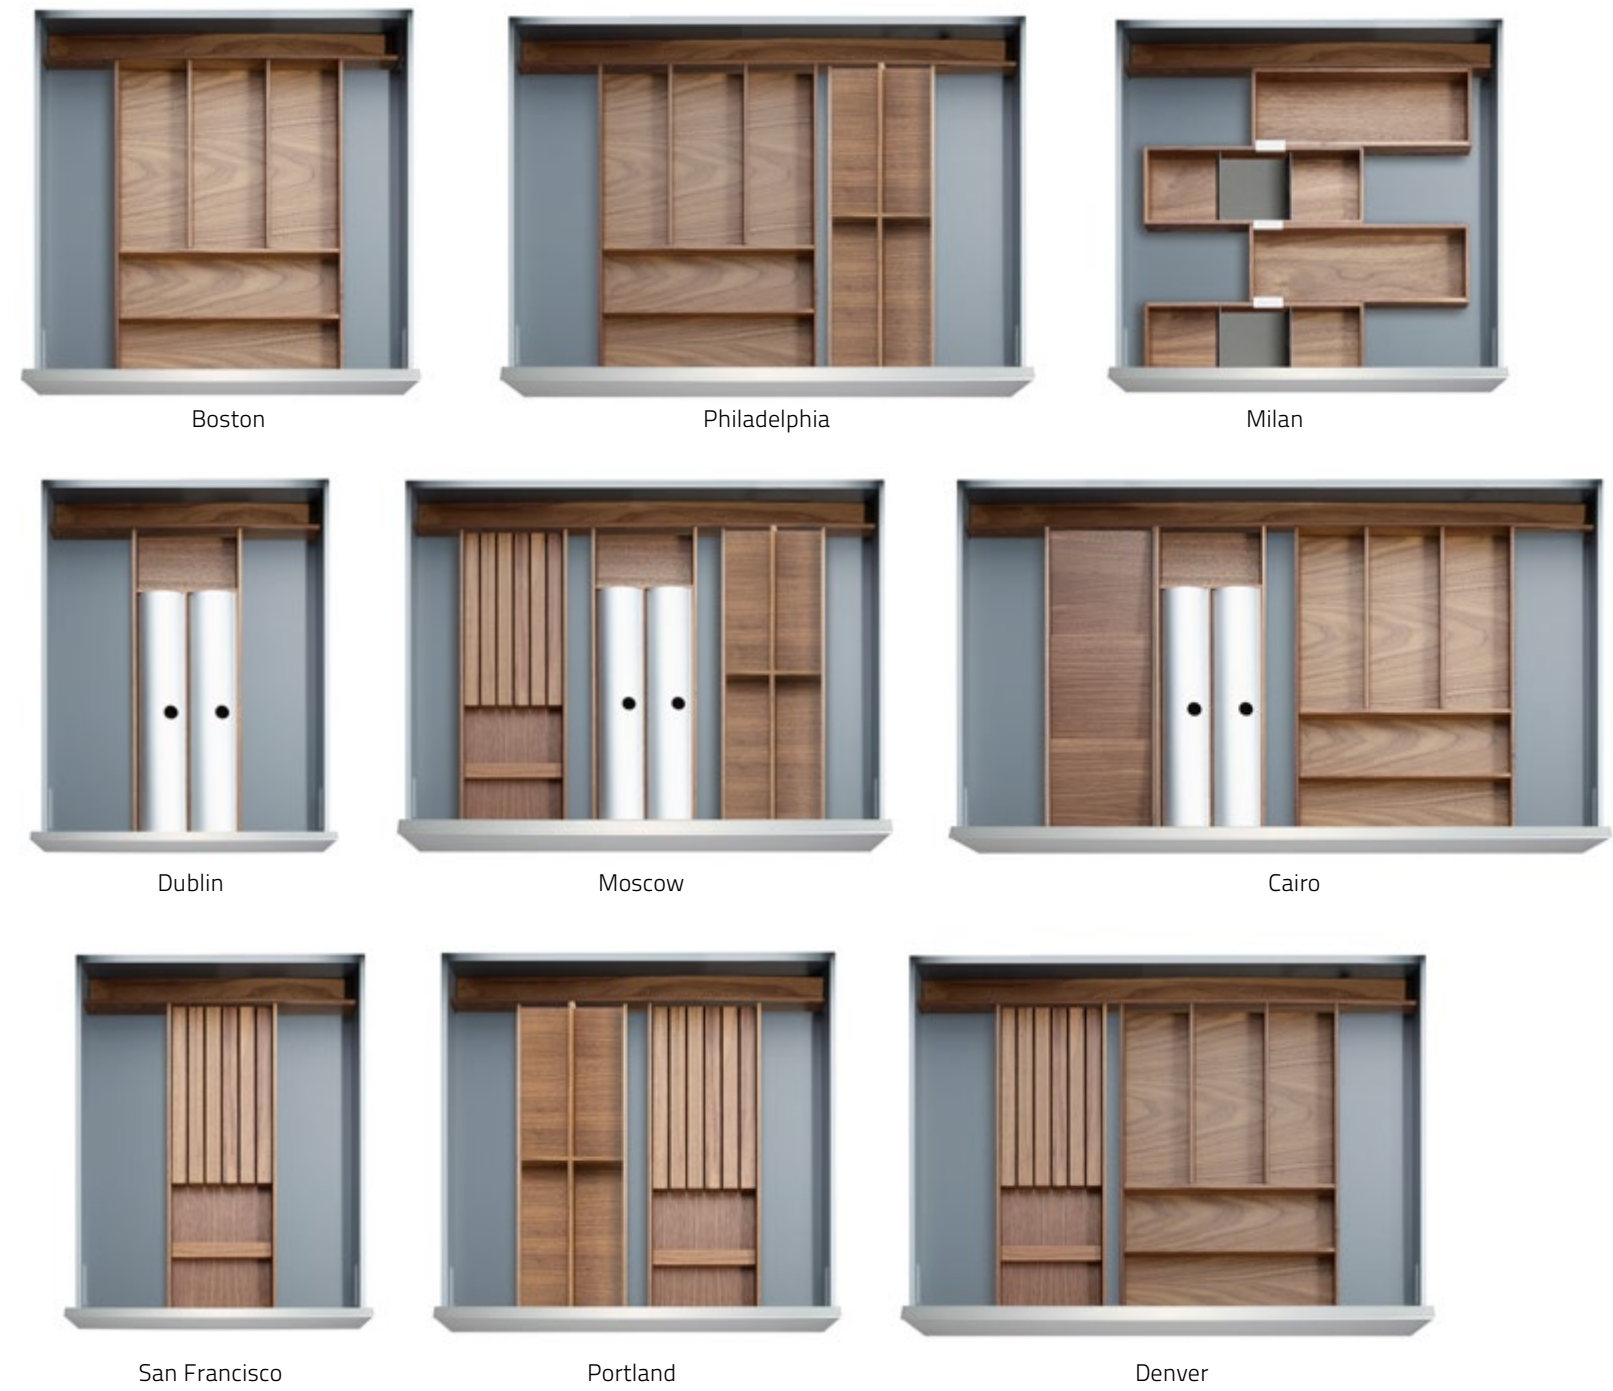 Boston
Philadelphia
Milan
Dublin
Moscow
Cairo
San Francisco
Portland
Denver